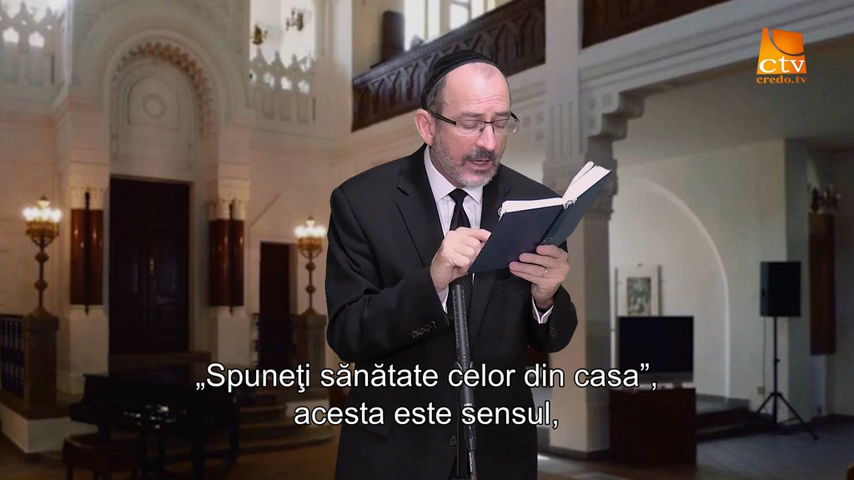 ctv
credo.tv
„Spuneţi sănătate celor din casa”,
acesta este sensul,